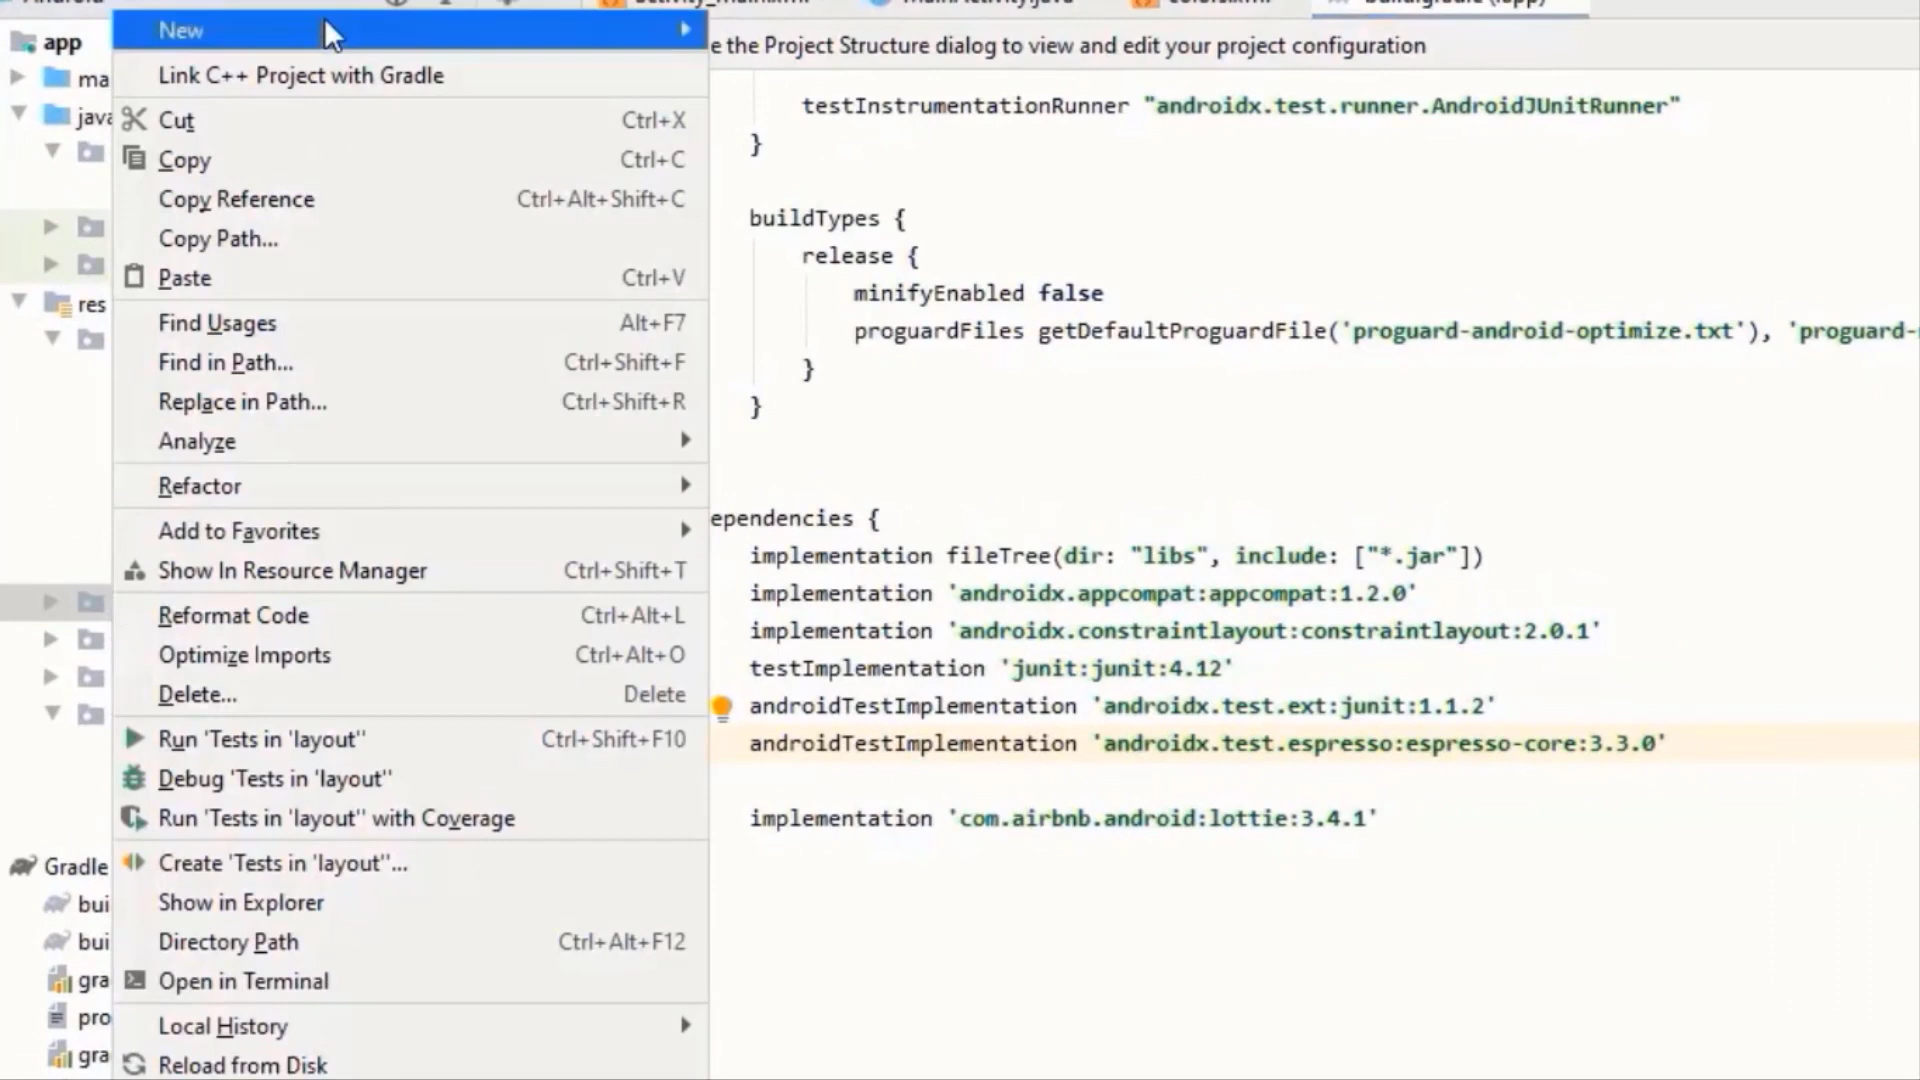 app
ma
java
res
Gradle
bui
bui
gra
pro
gra
New
Link C++ Project with Gradle
Cut Ctrl+X
Copy Ctrl+C
Copy Reference Ctrl+Alt+Shift+C
Copy Path...
Paste Ctrl+V
Find Usages Alt+F7
Find in Path... Ctrl+Shift+F
Replace in Path... Ctrl+Shift+R
Analyze
Refactor
Add to Favorites
Show In Resource Manager Ctrl+Shift+T
Reformat Code Ctrl+Alt+L
Optimize Imports Ctrl+Alt+O
Delete... Delete
Run 'Tests in 'layout'' Ctrl+Shift+F10
Debug 'Tests in 'layout''
Run 'Tests in 'layout'' with Coverage
Create 'Tests in 'layout''...
Show in Explorer
Directory Path Ctrl+Alt+F12
Open in Terminal
Local History
Reload from Disk
e the Project Structure dialog to view and edit your project configuration
testInstrumentationRunner "androidx.test.runner.AndroidJUnitRunner"
}
buildTypes {
release {
minifyEnabled false
proguardFiles getDefaultProguardFile('proguard-android-optimize.txt'), 'proguard-
}
}
ependencies {
implementation fileTree(dir: "libs", include: ["*.jar"])
implementation 'androidx.appcompat:appcompat:1.2.0'
implementation 'androidx.constraintlayout:constraintlayout:2.0.1'
testImplementation 'junit:junit:4.12'
androidTestImplementation 'androidx.test.ext:junit:1.1.2'
androidTestImplementation 'androidx.test.espresso:espresso-core:3.3.0'
implementation 'com.airbnb.android:lottie:3.4.1'